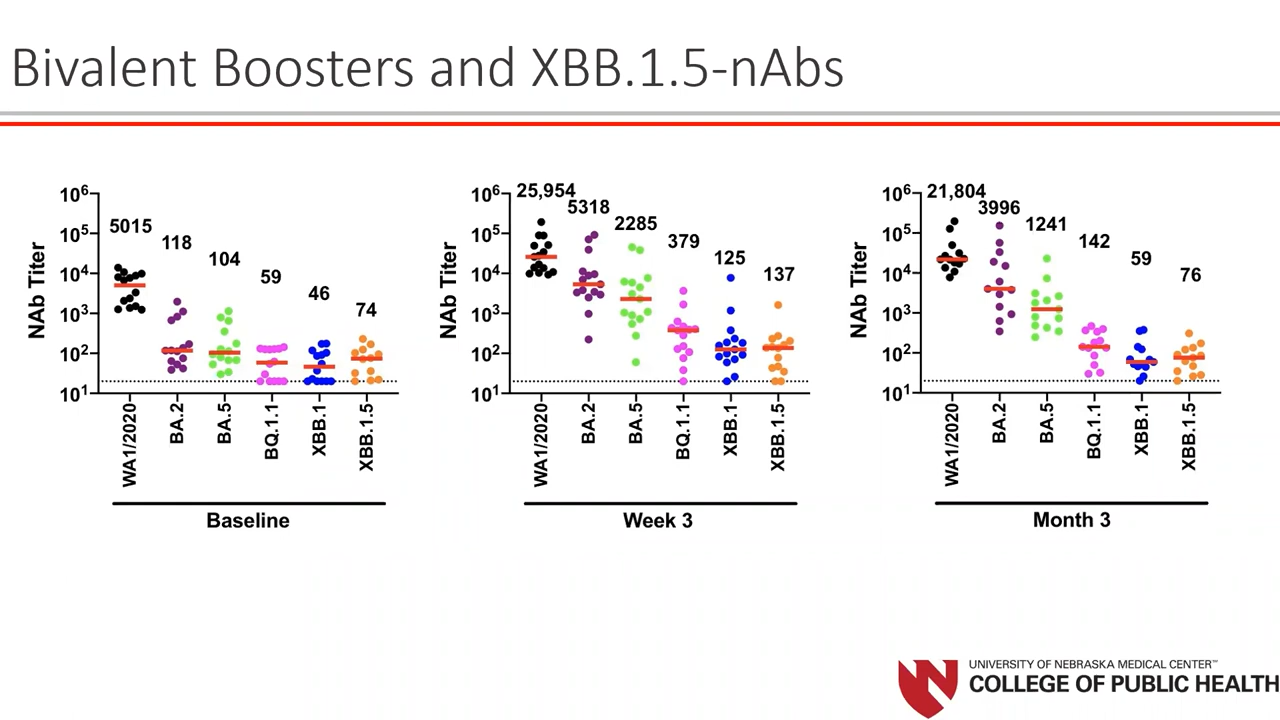 Bivalent Boosters and XBB.1.5-nAbs
NAb Titer
10⁶
10⁵
10⁴
10³
10²
10¹
5015
118
104
59
46
74
WA1/2020
BA.2
BA.5
BQ.1.1
XBB.1
XBB.1.5
Baseline
NAb Titer
10⁶
10⁵
10⁴
10³
10²
10¹
25,954
5318
2285
379
125
137
WA1/2020
BA.2
BA.5
BQ.1.1
XBB.1
XBB.1.5
Week 3
NAb Titer
10⁶
10⁵
10⁴
10³
10²
10¹
21,804
3996
1241
142
59
76
WA1/2020
BA.2
BA.5
BQ.1.1
XBB.1
XBB.1.5
Month 3
N
UNIVERSITY OF NEBRASKA MEDICAL CENTER™
COLLEGE OF PUBLIC HEALTH